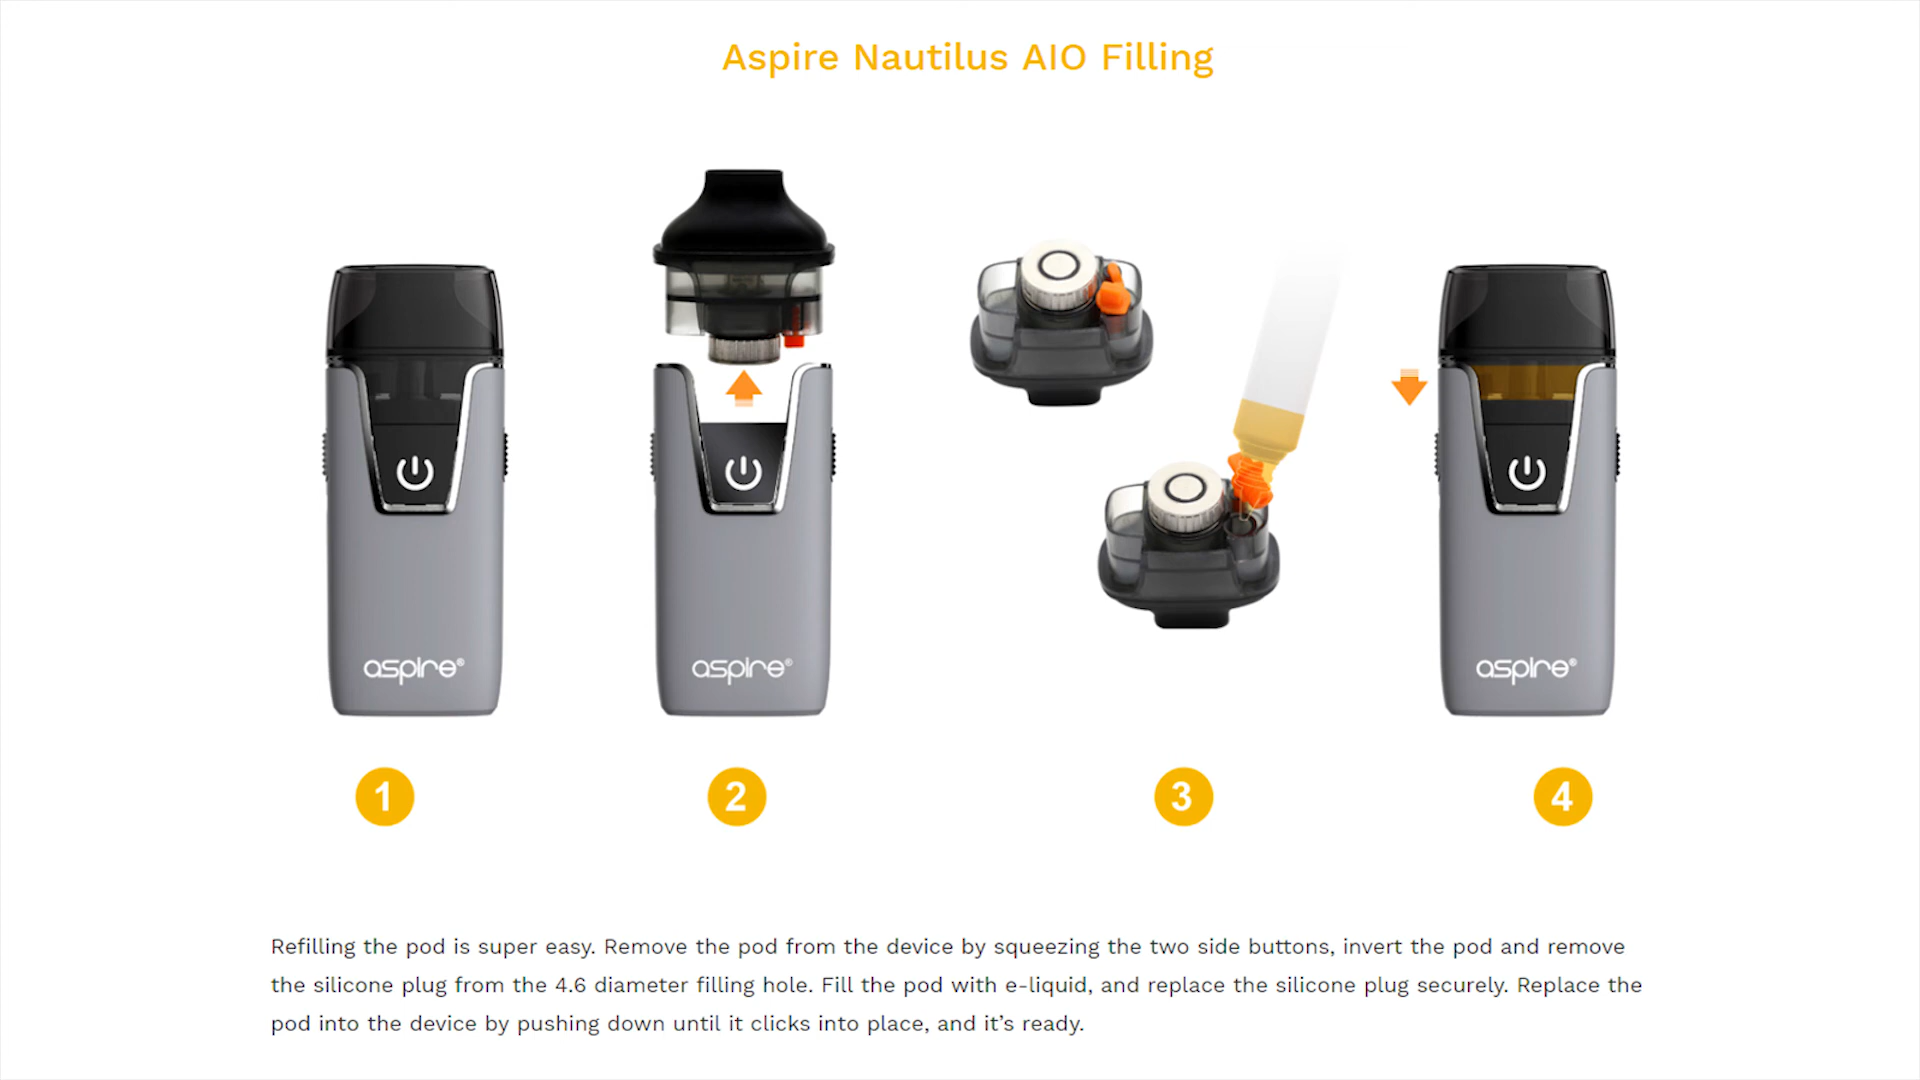 Aspire Nautilus AIO Filling
aspire®
aspire®
aspire®
1
2
3
4
Refilling the pod is super easy. Remove the pod from the device by squeezing the two side buttons, invert the pod and remove
the silicone plug from the 4.6 diameter filling hole. Fill the pod with e-liquid, and replace the silicone plug securely. Replace the
pod into the device by pushing down until it clicks into place, and it’s ready.